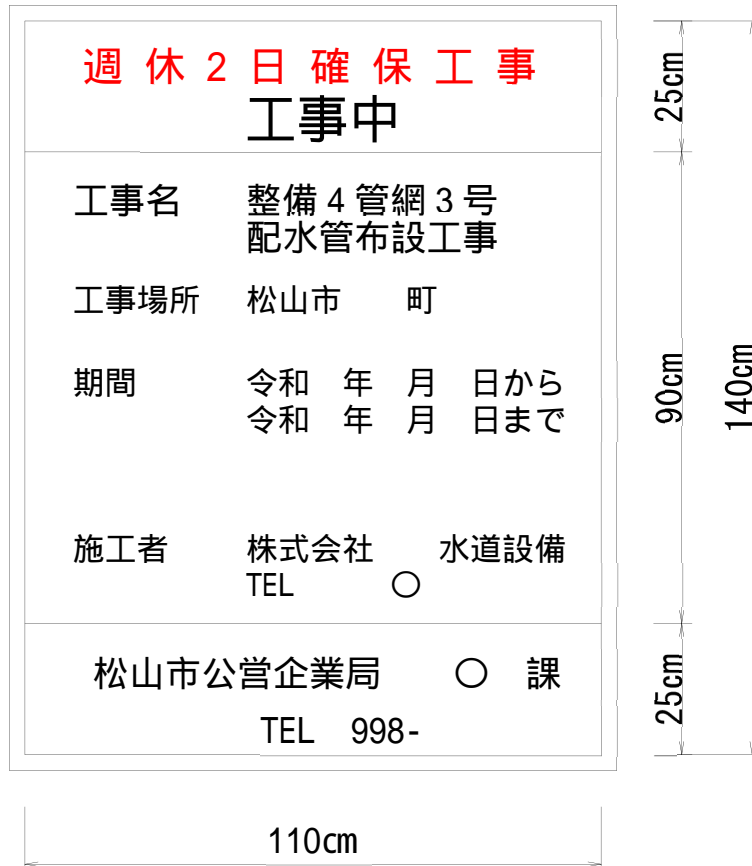 週休2日確保工事
工事中
25cm
工事名 整備4管網3号
配水管布設工事
工事場所 松山市 町
期間 令和 年 月 日から
令和 年 月 日まで
90cm
140cm
施工者 株式会社 水道設備
TEL ○
松山市公営企業局 ○ 課
TEL 998-
25cm
110cm